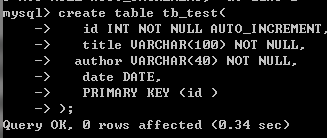 mysql> create table tb_test(
    ->     id INT NOT NULL AUTO_INCREMENT,
    ->     title VARCHAR(100) NOT NULL,
    ->    author VARCHAR(40) NOT NULL,
    ->     date DATE,
    ->     PRIMARY KEY (id )
    -> );
Query OK, 0 rows affected (0.34 sec)